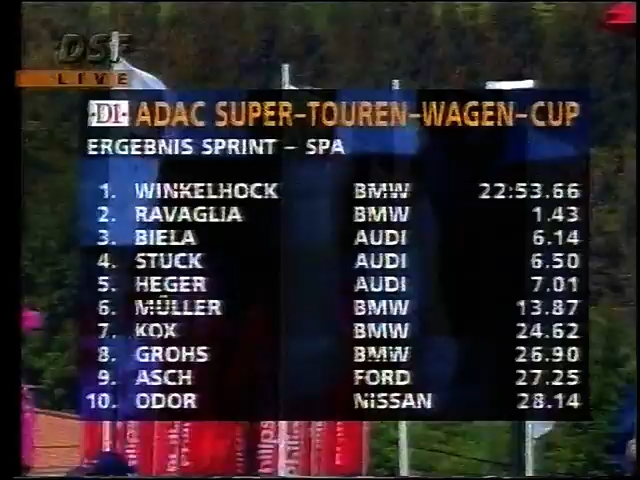 DSF
LIVE
D1 ADAC SUPER-TOUREN-WAGEN-CUP
ERGEBNIS SPRINT - SPA
1. WINKELHOCK BMW 22:53.66
2. RAVAGLIA BMW 1.43
3. BIELA AUDI 6.14
4. STUCK AUDI 6.50
5. HEGER AUDI 7.01
6. MÜLLER BMW 13.87
7. KOX BMW 24.62
8. GROHS BMW 26.90
9. ASCH FORD 27.25
10. ODOR NISSAN 28.14